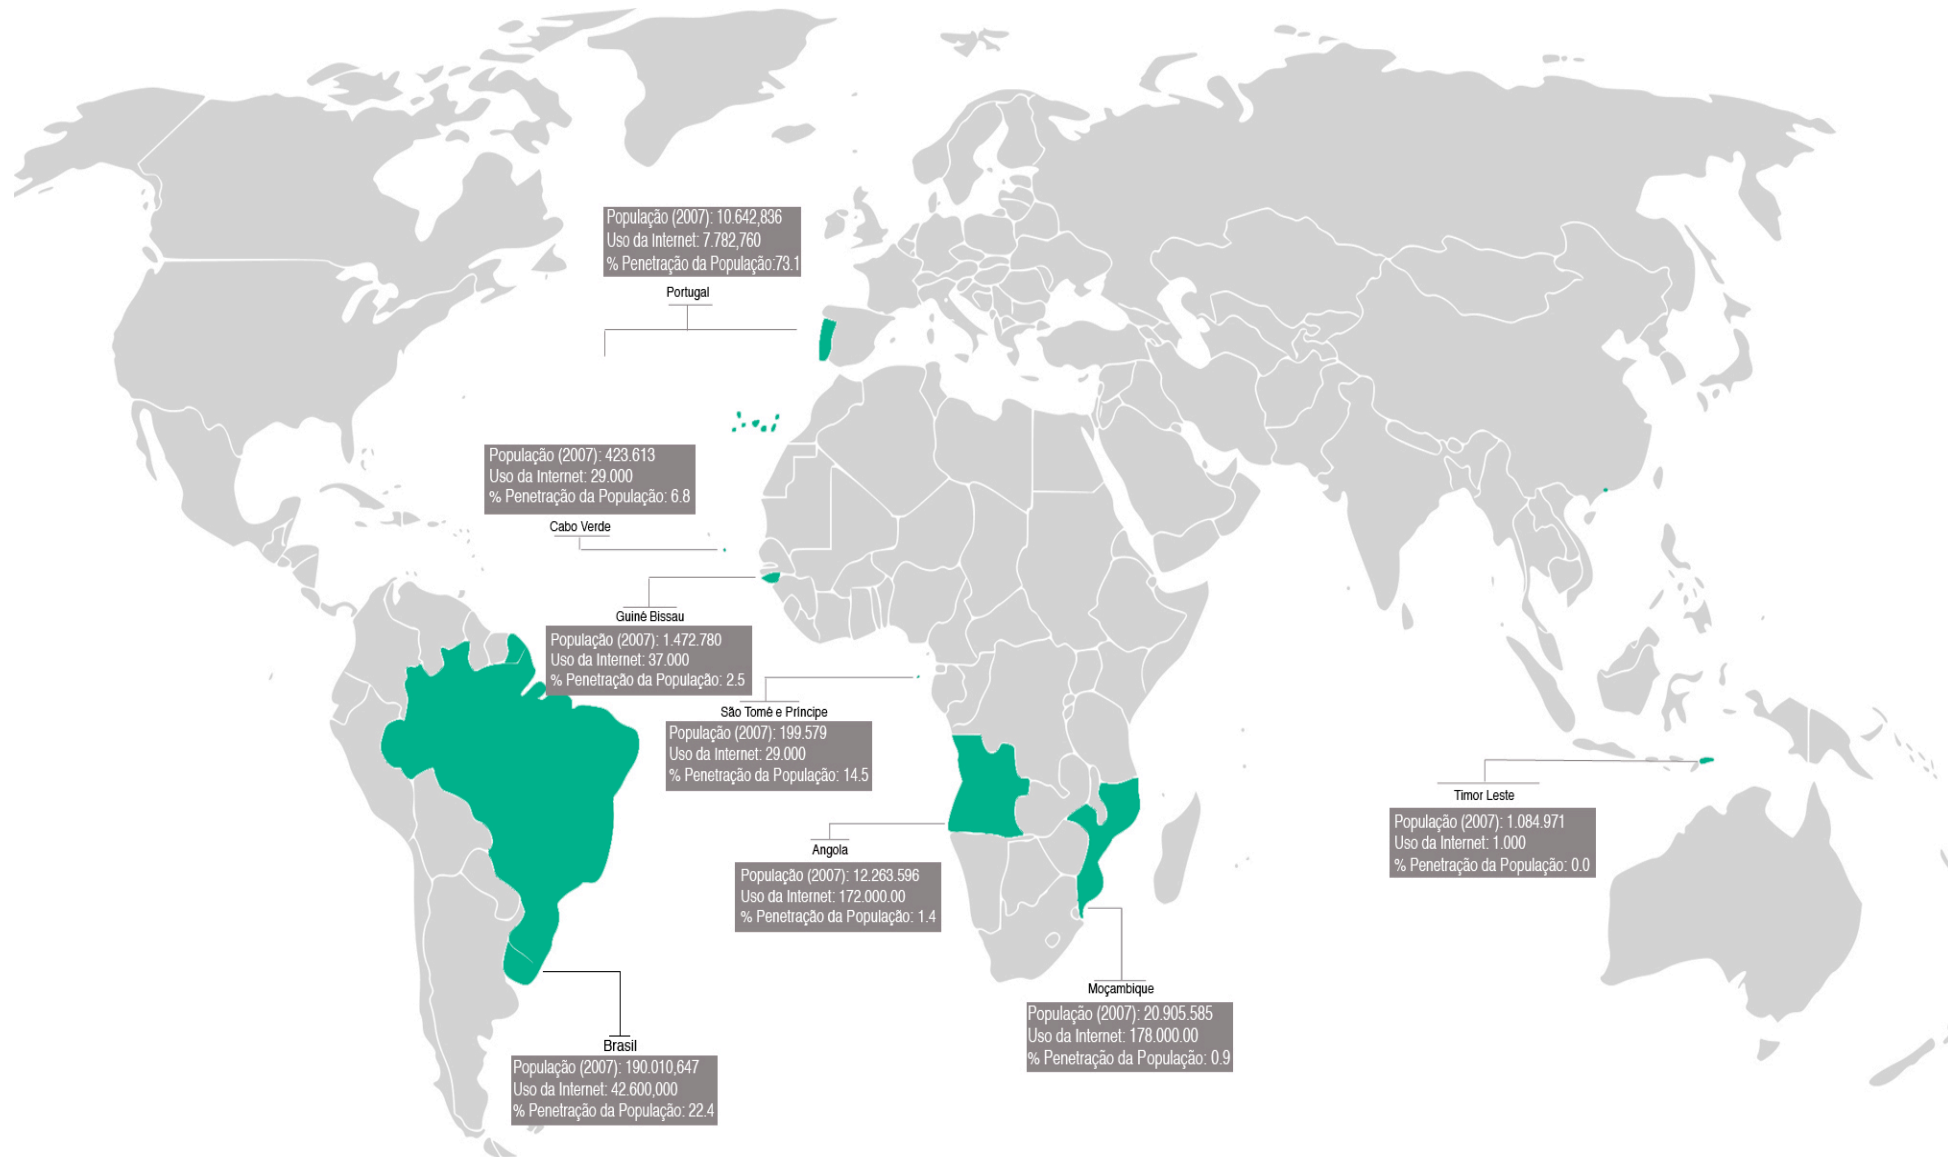 População (2007): 10.642,836
Uso da Internet: 7.782,760
% Penetração da População:73.1
Portugal
População (2007): 423.613
Uso da Internet: 29.000
% Penetração da População: 6.8
Cabo Verde
Guiné Bissau
População (2007): 1.472.780
Uso da Internet: 37.000
% Penetração da População: 2.5
São Tomé e Príncipe
População (2007): 199.579
Uso da Internet: 29.000
% Penetração da População: 14.5
Timor Leste
População (2007): 1.084.971
Uso da Internet: 1.000
% Penetração da População: 0.0
Angola
População (2007): 12.263.596
Uso da Internet: 172.000.00
% Penetração da População: 1.4
Moçambique
População (2007): 20.905.585
Uso da Internet: 178.000.00
% Penetração da População: 0.9
Brasil
População (2007): 190.010,647
Uso da Internet: 42.600,000
% Penetração da População: 22.4